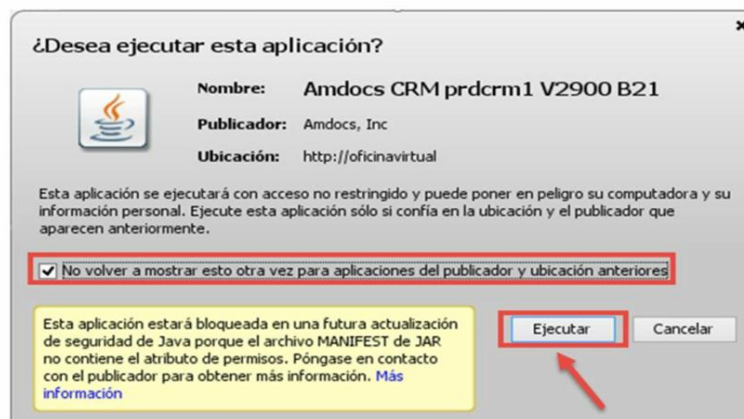 ¿Desea ejecutar esta aplicación?
Nombre: Amdocs CRM prdcrm1 V2900 B21
Publicador: Amdocs, Inc
Ubicación: http://oficinavirtual
Esta aplicación se ejecutará con acceso no restringido y puede poner en peligro su computadora y su
información personal. Ejecute esta aplicación sólo si confía en la ubicación y el publicador que
aparecen anteriormente.
No volver a mostrar esto otra vez para aplicaciones del publicador y ubicación anteriores
Esta aplicación estará bloqueada en una futura actualización
de seguridad de Java porque el archivo MANIFEST de JAR
no contiene el atributo de permisos. Póngase en contacto
con el publicador para obtener más información. Más
información
Ejecutar Cancelar